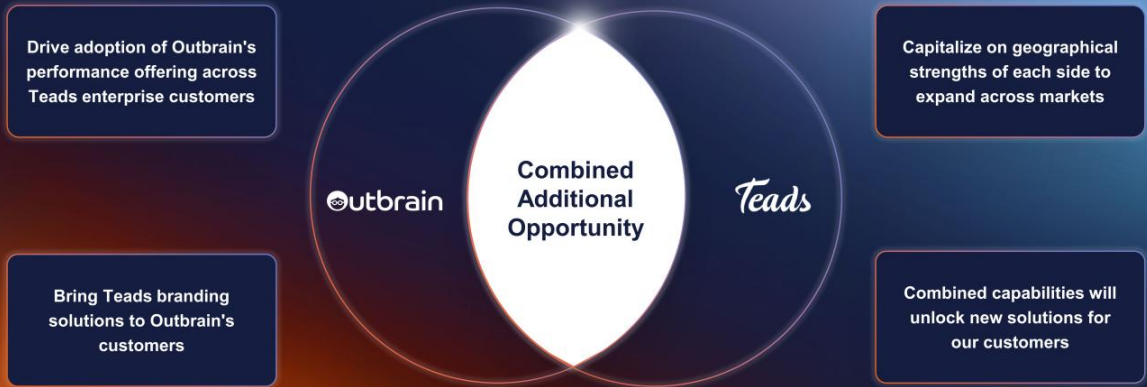 Drive adoption of Outbrain's
performance offering across
Teads enterprise customers
Bring Teads branding
solutions to Outbrain's
customers
Outbrain
Combined
Additional
Opportunity
Teads
Capitalize on geographical
strengths of each side to
expand across markets
Combined capabilities will
unlock new solutions for
our customers